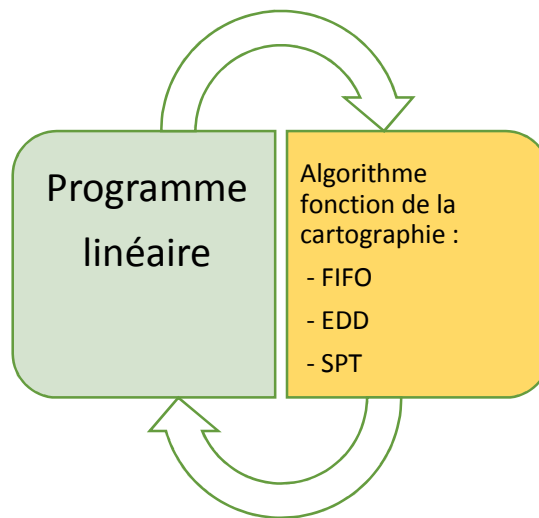 Programme
linéaire
Algorithme
fonction de la
cartographie :
- FIFO
- EDD
- SPT